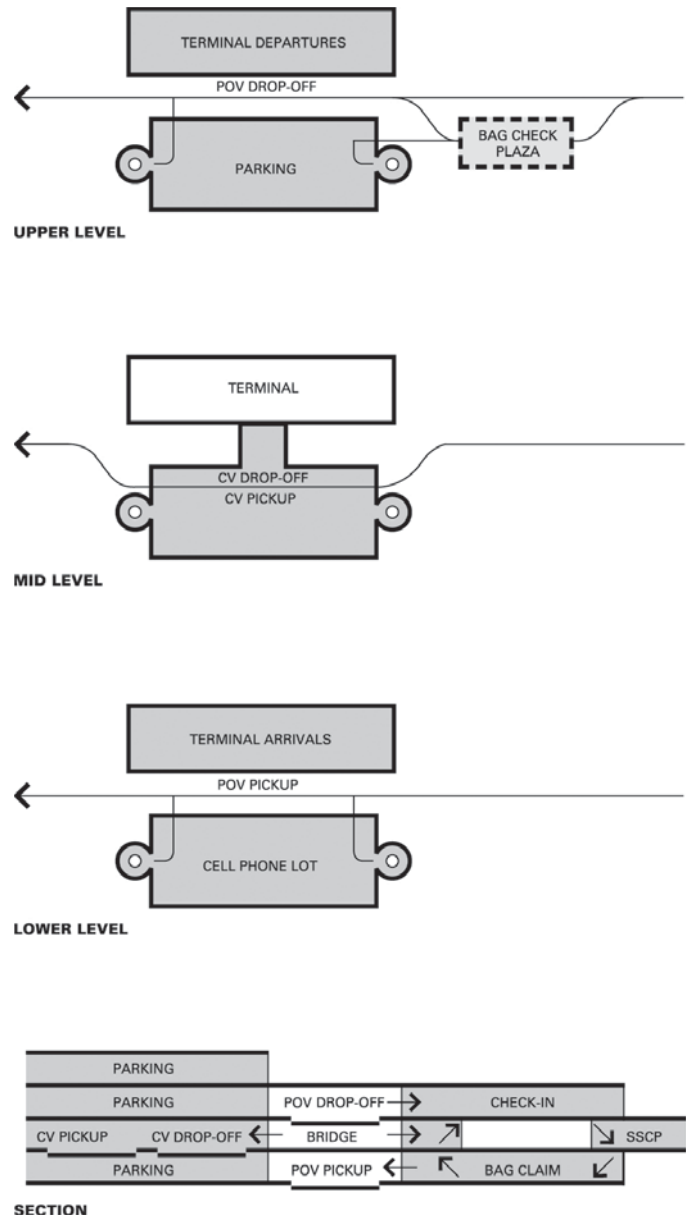 TERMINAL DEPARTURES
POV DROP-OFF
BAG CHECK
PLAZA
PARKING
UPPER LEVEL
TERMINAL
CV DROP-OFF
CV PICKUP
MID LEVEL
TERMINAL ARRIVALS
POV PICKUP
CELL PHONE LOT
LOWER LEVEL
PARKING
PARKING POV DROP-OFF CHECK-IN
CV PICKUP CV DROP-OFF BRIDGE SSCP
PARKING POV PICKUP BAG CLAIM
SECTION